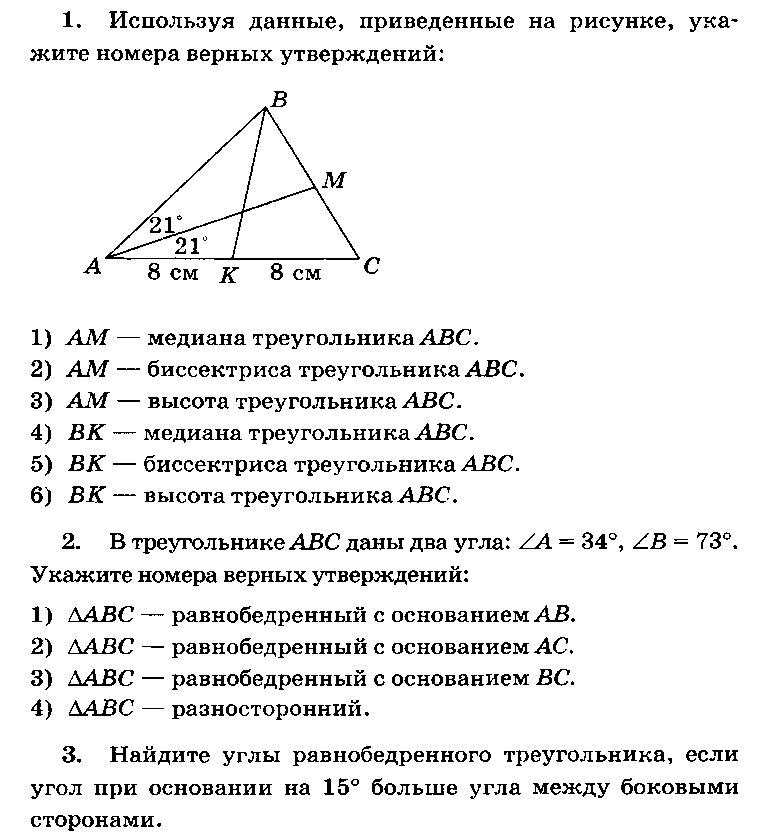 1. Используя данные, приведенные на рисунке, ука-
жите номера верных утверждений:
B
M
21°
21°
A
8 см K 8 см
C
1) AM — медиана треугольника ABC.
2) AM — биссектриса треугольника ABC.
3) AM — высота треугольника ABC.
4) BK — медиана треугольника ABC.
5) BK — биссектриса треугольника ABC.
6) BK — высота треугольника ABC.
2. В треугольнике ABC даны два угла: ∠A = 34°, ∠B = 73°.
Укажите номера верных утверждений:
1) △ABC — равнобедренный с основанием AB.
2) △ABC — равнобедренный с основанием AC.
3) △ABC — равнобедренный с основанием BC.
4) △ABC — разносторонний.
3. Найдите углы равнобедренного треугольника, если
угол при основании на 15° больше угла между боковыми
сторонами.